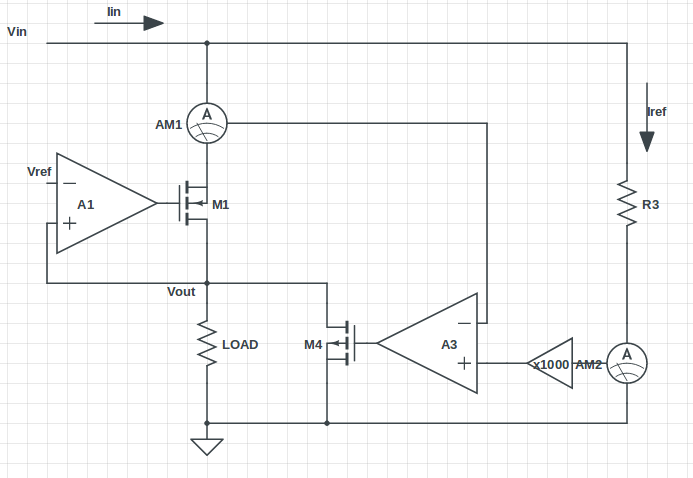 Iin
Vin
A
AM1
Iref
Vref
A1
M1
R3
Vout
LOAD
M4
A3
x1000
AM2
A